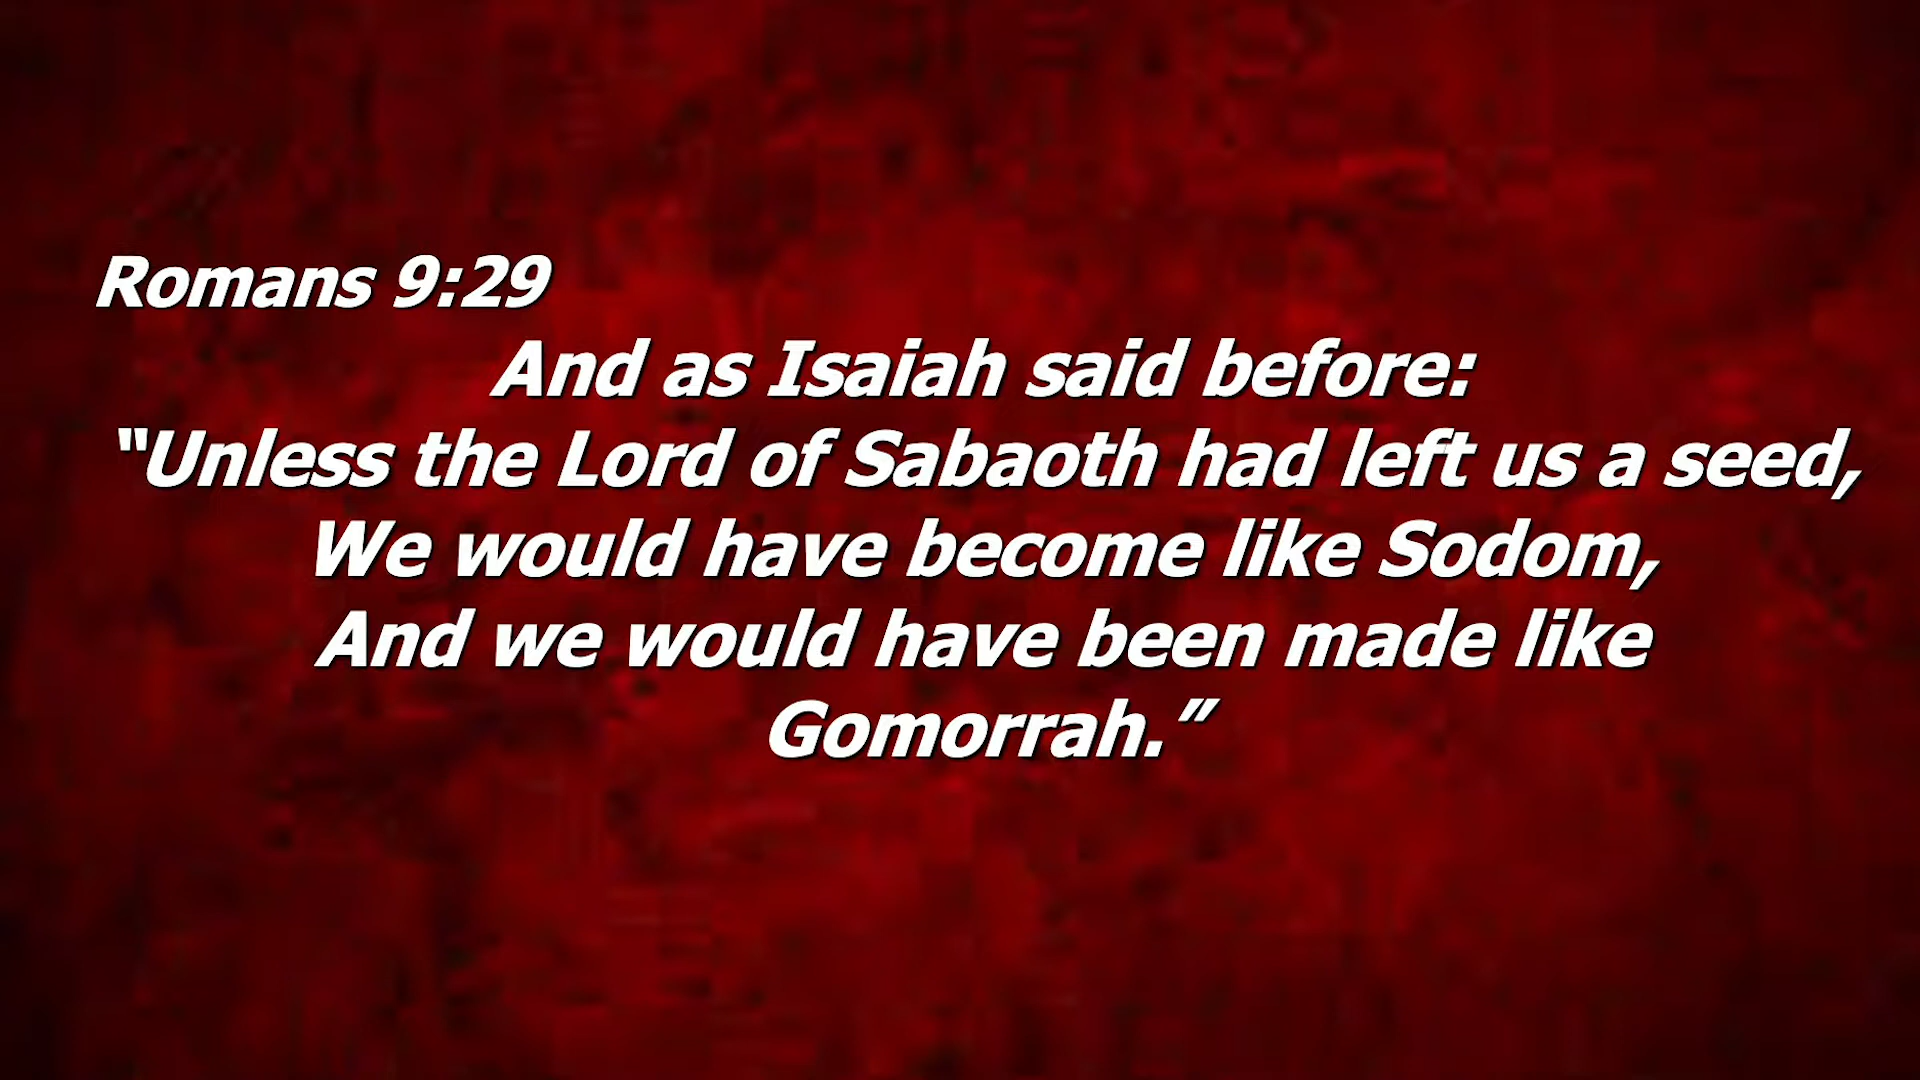 Romans 9:29
And as Isaiah said before:
“Unless the Lord of Sabaoth had left us a seed,
We would have become like Sodom,
And we would have been made like
Gomorrah.”